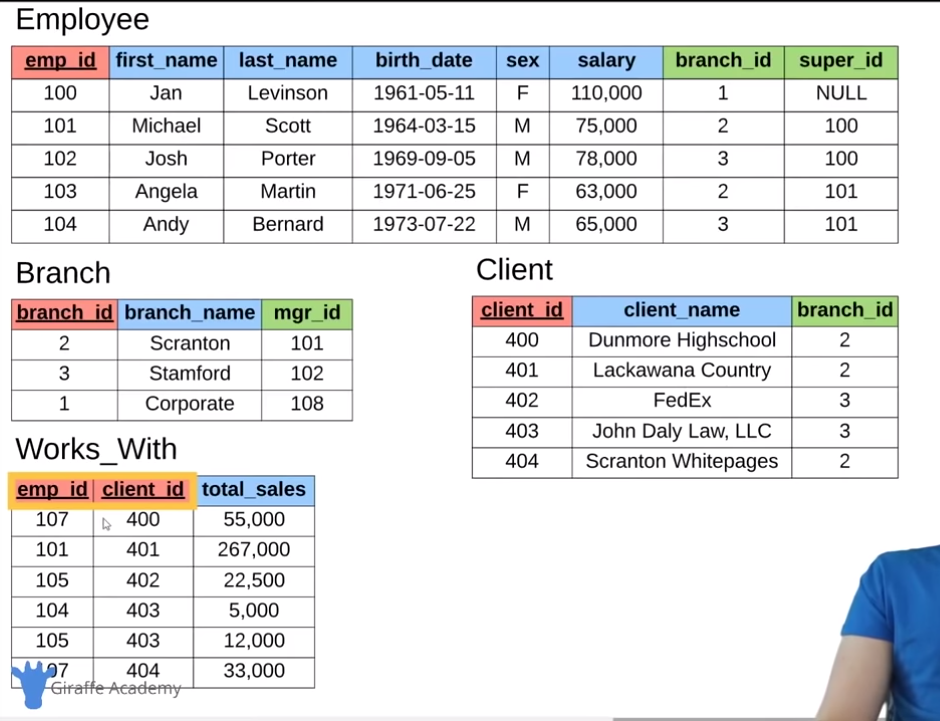 Employee
emp_id first_name last_name birth_date sex salary branch_id super_id
100 Jan Levinson 1961-05-11 F 110,000 1 NULL
101 Michael Scott 1964-03-15 M 75,000 2 100
102 Josh Porter 1969-09-05 M 78,000 3 100
103 Angela Martin 1971-06-25 F 63,000 2 101
104 Andy Bernard 1973-07-22 M 65,000 3 101
Branch
branch_id branch_name mgr_id
2 Scranton 101
3 Stamford 102
1 Corporate 108
Client
client_id client_name branch_id
400 Dunmore Highschool 2
401 Lackawana Country 2
402 FedEx 3
403 John Daly Law, LLC 3
404 Scranton Whitepages 2
Works_With
emp_id client_id total_sales
107 400 55,000
101 401 267,000
105 402 22,500
104 403 5,000
105 403 12,000
404 33,000
Giraffe Academy